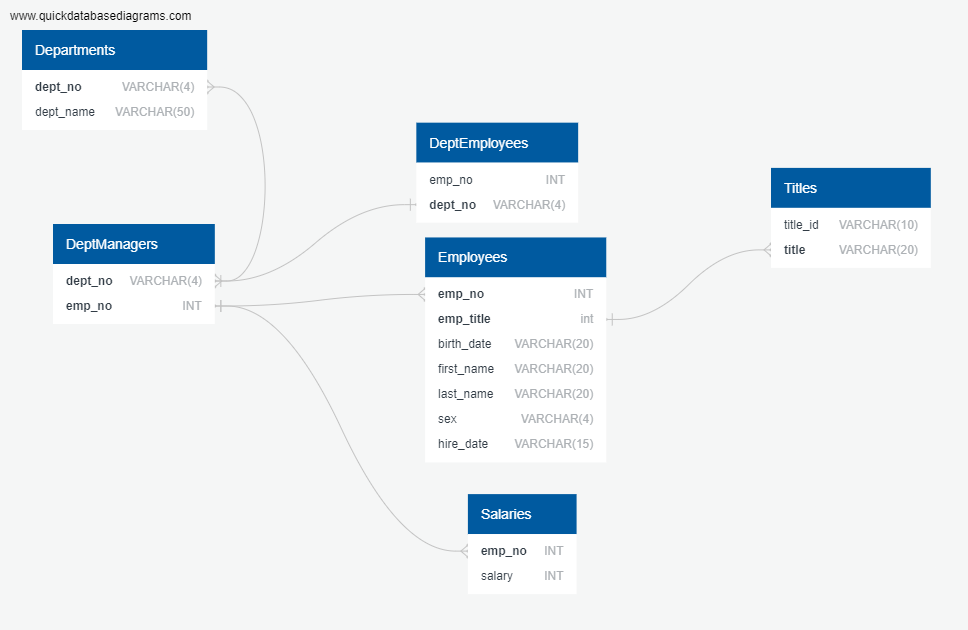 www.quickdatabasediagrams.com
Departments
dept_no VARCHAR(4)
dept_name VARCHAR(50)
DeptManagers
dept_no VARCHAR(4)
emp_no INT
DeptEmployees
emp_no INT
dept_no VARCHAR(4)
Employees
emp_no INT
emp_title int
birth_date VARCHAR(20)
first_name VARCHAR(20)
last_name VARCHAR(20)
sex VARCHAR(4)
hire_date VARCHAR(15)
Salaries
emp_no INT
salary INT
Titles
title_id VARCHAR(10)
title VARCHAR(20)